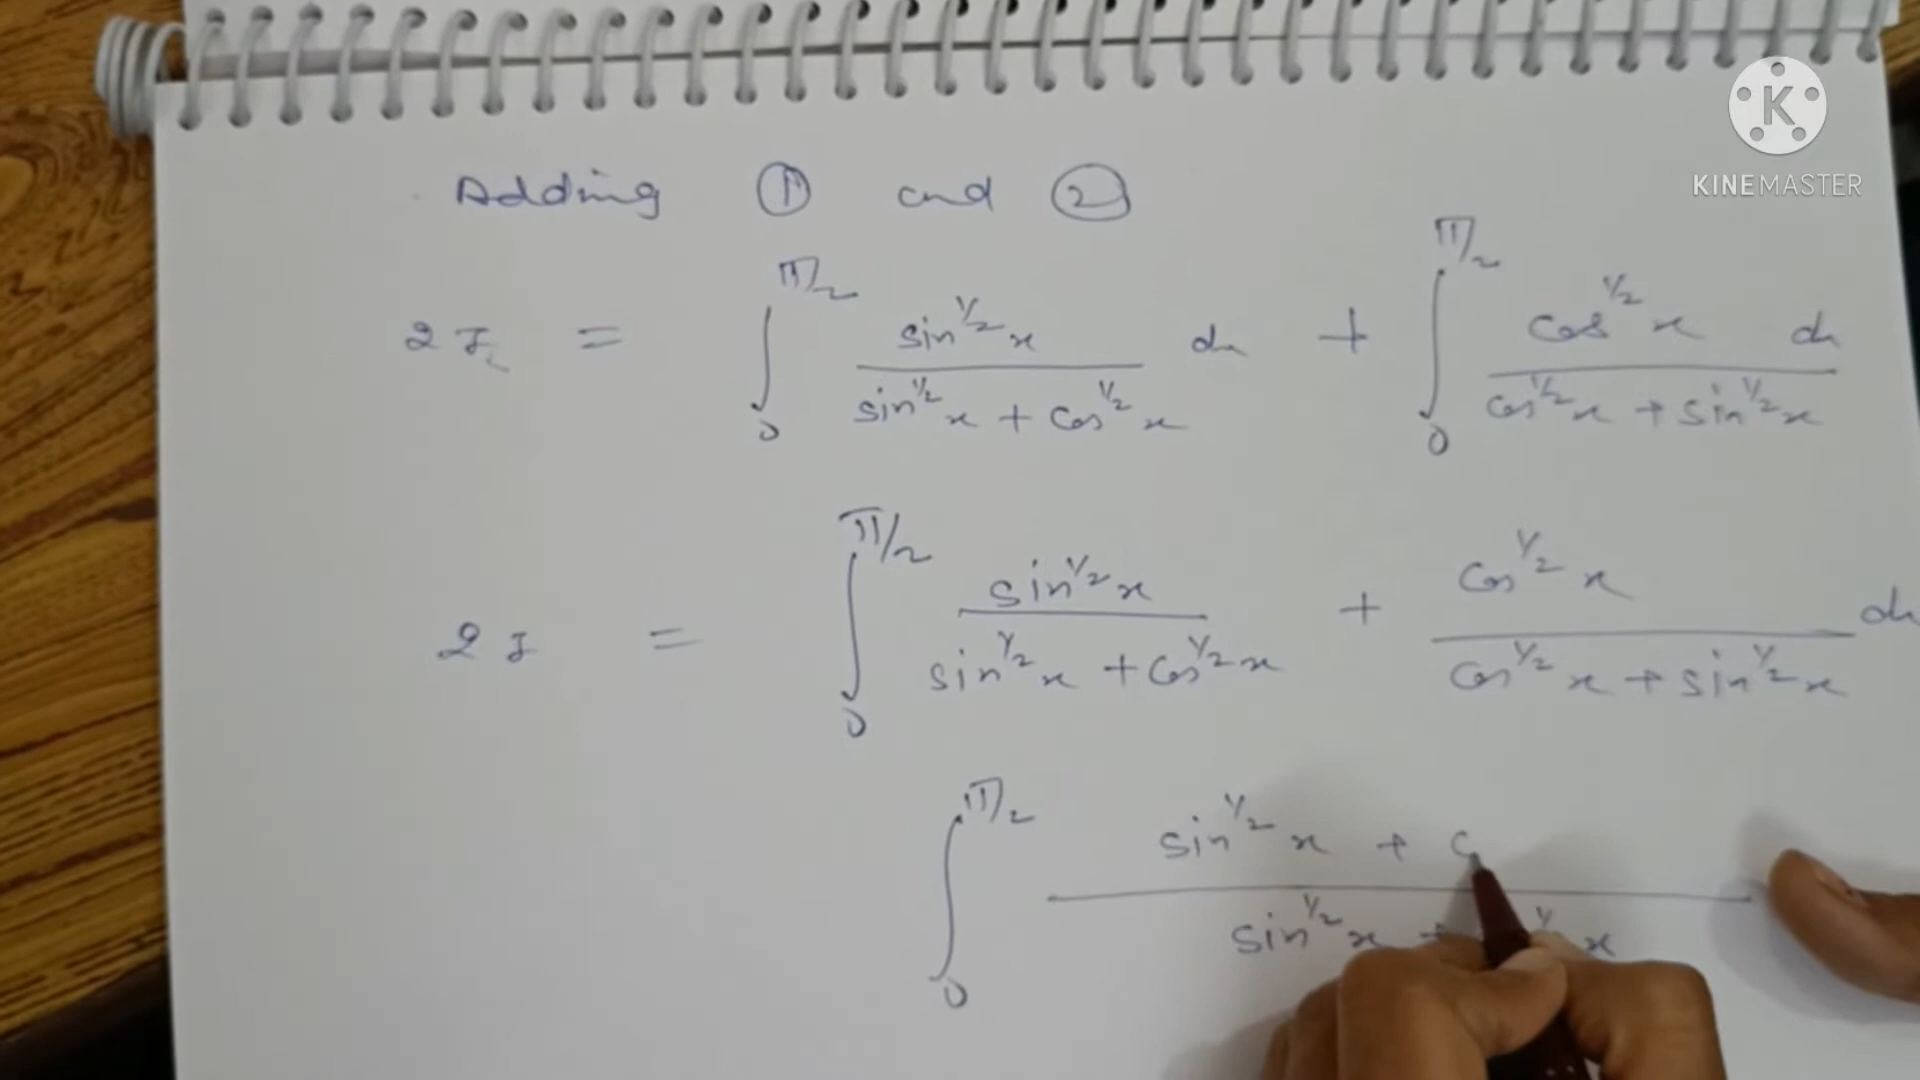 KINEMASTER
Adding ① and ②
2I = ∫₀^{π/2} sin^{1/2}x / (sin^{1/2}x + cos^{1/2}x) dx + ∫₀^{π/2} cos^{1/2}x dx / (cos^{1/2}x + sin^{1/2}x)
2I = ∫₀^{π/2} sin^{1/2}x / (sin^{1/2}x + cos^{1/2}x) + cos^{1/2}x / (cos^{1/2}x + sin^{1/2}x) dx
∫₀^{π/2} (sin^{1/2}x + c) / (sin^{1/2}x + ^{1/}x)